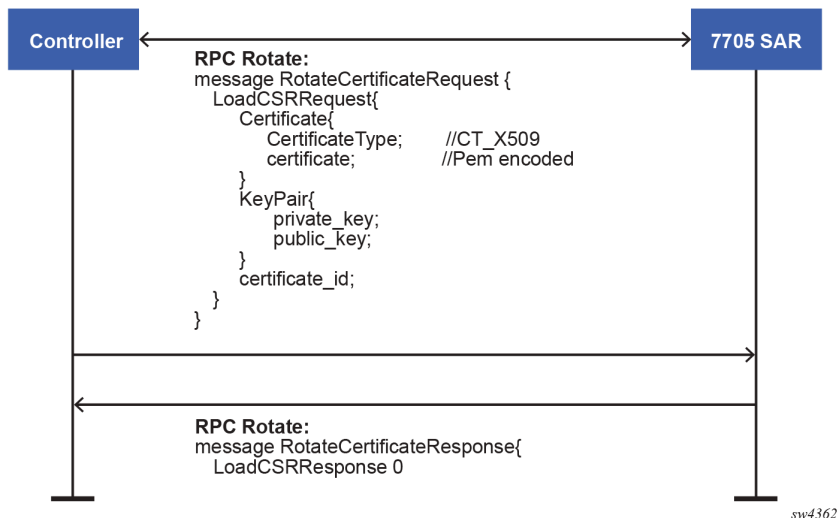 Controller
7705 SAR
RPC Rotate:
message RotateCertificateRequest {
LoadCSRRequest{
Certificate{
CertificateType; //CT_X509
certificate; //Pem encoded
}
KeyPair{
private_key;
public_key;
}
certificate_id;
}
}
RPC Rotate:
message RotateCertificateResponse{
LoadCSRResponse 0
sw4362